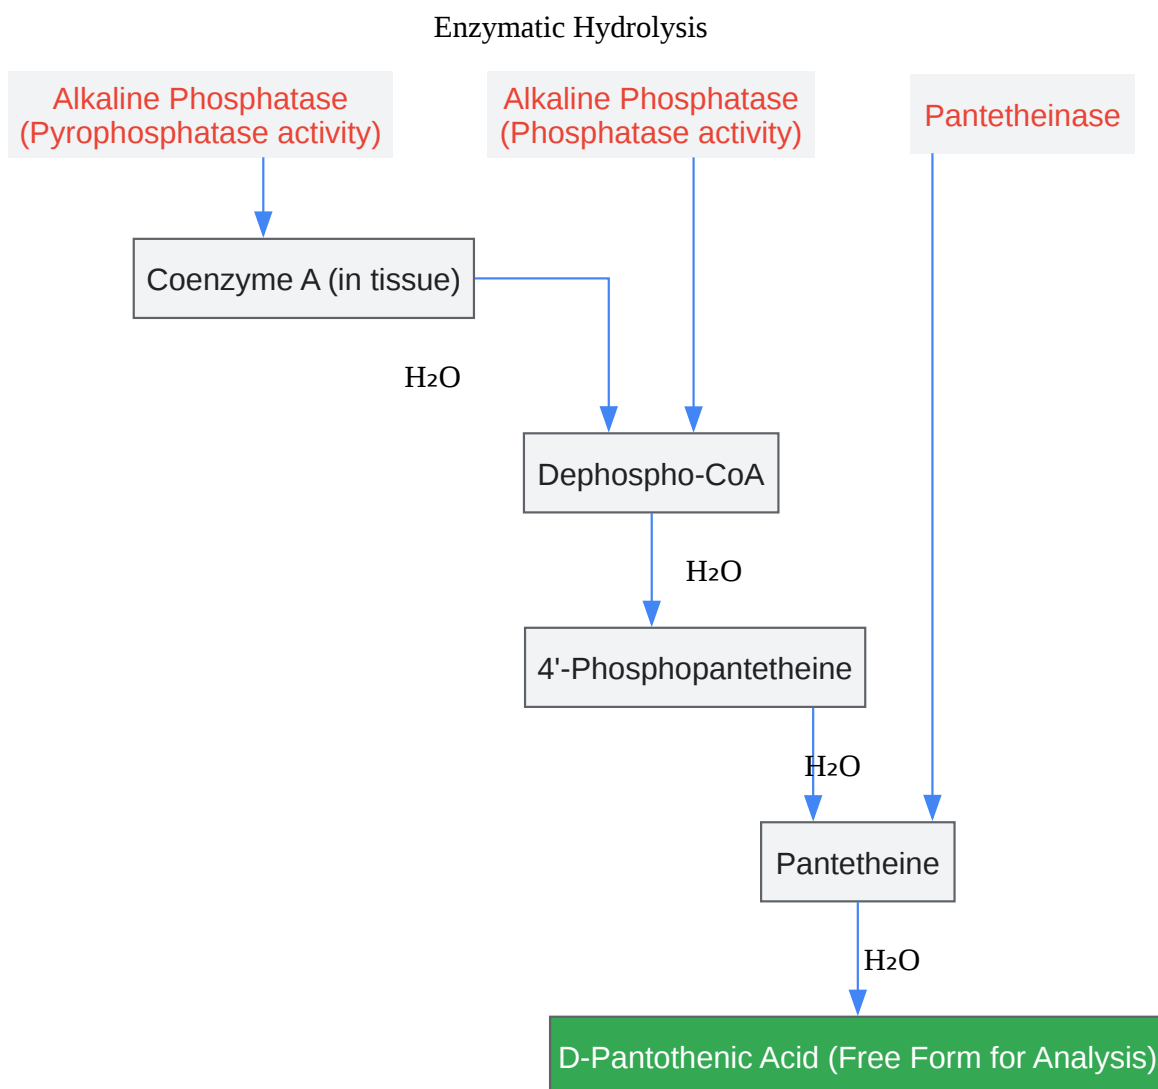 Enzymatic Hydrolysis
Alkaline Phosphatase
(Pyrophosphatase activity)
Alkaline Phosphatase
(Phosphatase activity)
Pantetheinase
Coenzyme A (in tissue)
H₂O
Dephospho-CoA
H₂O
4'-Phosphopantetheine
H₂O
Pantetheine
H₂O
D-Pantothenic Acid (Free Form for Analysis)